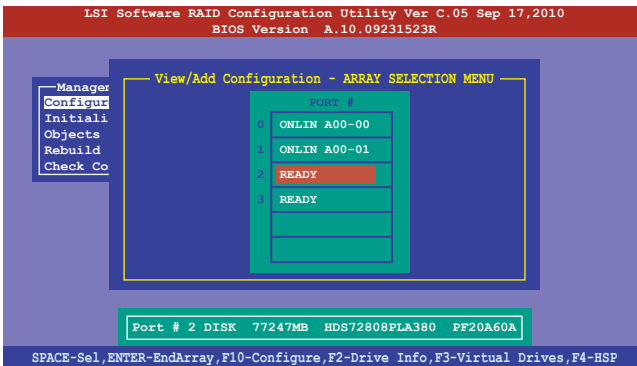 LSI Software RAID Configuration Utility Ver C.05 Sep 17,2010
BIOS Version A.10.09231523R
Managem
Configur
Initiali
Objects
Rebuild
Check Co
View/Add Configuration - ARRAY SELECTION MENU
PORT #
0 ONLIN A00-00
1 ONLIN A00-01
2 READY
3 READY
Port # 2 DISK 77247MB HDS72808PLA380 PF20A60A
SPACE-Sel,ENTER-EndArray,F10-Configure,F2-Drive Info,F3-Virtual Drives,F4-HSP